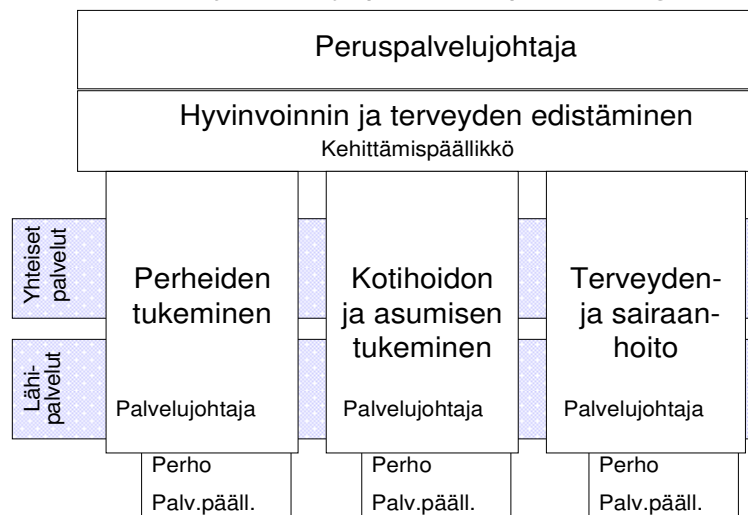 Peruspalvelujohtaja
Hyvinvoinnin ja terveyden edistäminen
Kehittämispäällikkö
Yhteiset
palvelut
Perheiden
tukeminen
Kotihoidon
ja asumisen
tukeminen
Terveyden-
ja sairaan-
hoito
Lähi-
palvelut
Palvelujohtaja
Palvelujohtaja
Palvelujohtaja
Perho
Palv.pääll.
Perho
Palv.pääll.
Perho
Palv.pääll.